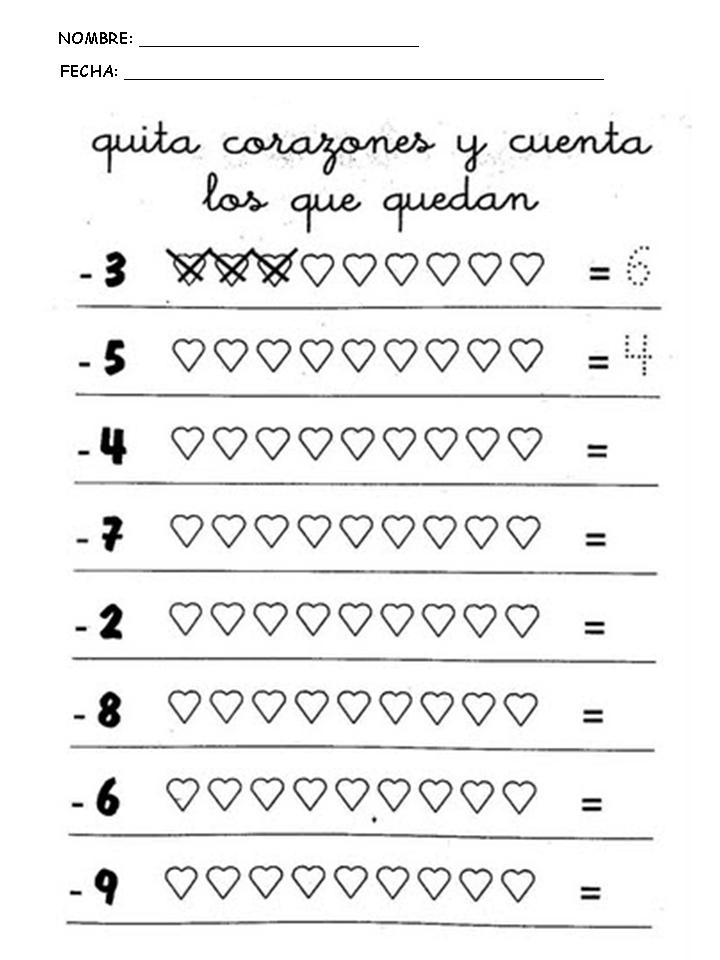 NOMBRE:
FECHA:
quita corazones y cuenta
los que quedan
- 3 = 6
- 5 = 4
- 4 =
- 7 =
- 2 =
- 8 =
- 6 =
- 9 =